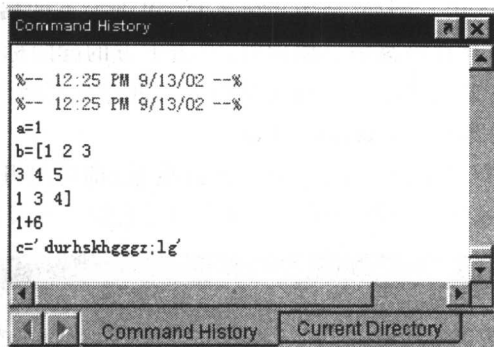 Command History
%-- 12:25 PM 9/13/02 --%
%-- 12:25 PM 9/13/02 --%
a=1
b=[1 2 3
3 4 5
1 3 4]
1+6
c='durhskhgggz;lg'
Command History Current Directory